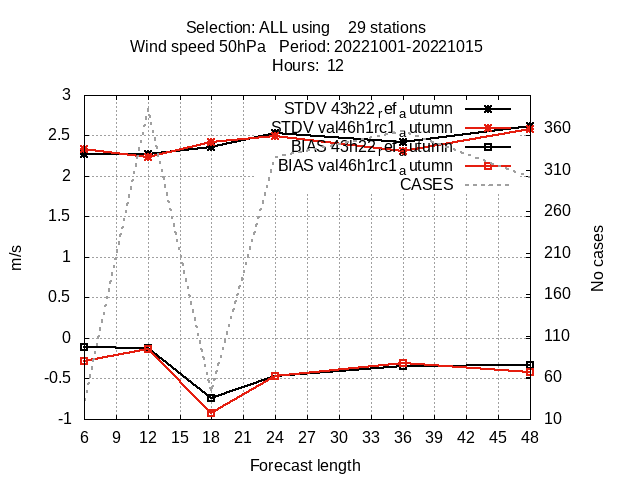 Selection: ALL using    29 stations
Wind speed 50hPa   Period: 20221001-20221015
Hours:  12
STDV 43h22_ref_autumn
STDV val46h1rc1_autumn
BIAS 43h22_ref_autumn
BIAS val46h1rc1_autumn
CASES
3
2.5
2
1.5
1
0.5
0
-0.5
-1
m/s
360
310
260
210
160
110
60
10
No cases
6 9 12 15 18 21 24 27 30 33 36 39 42 45 48
Forecast length